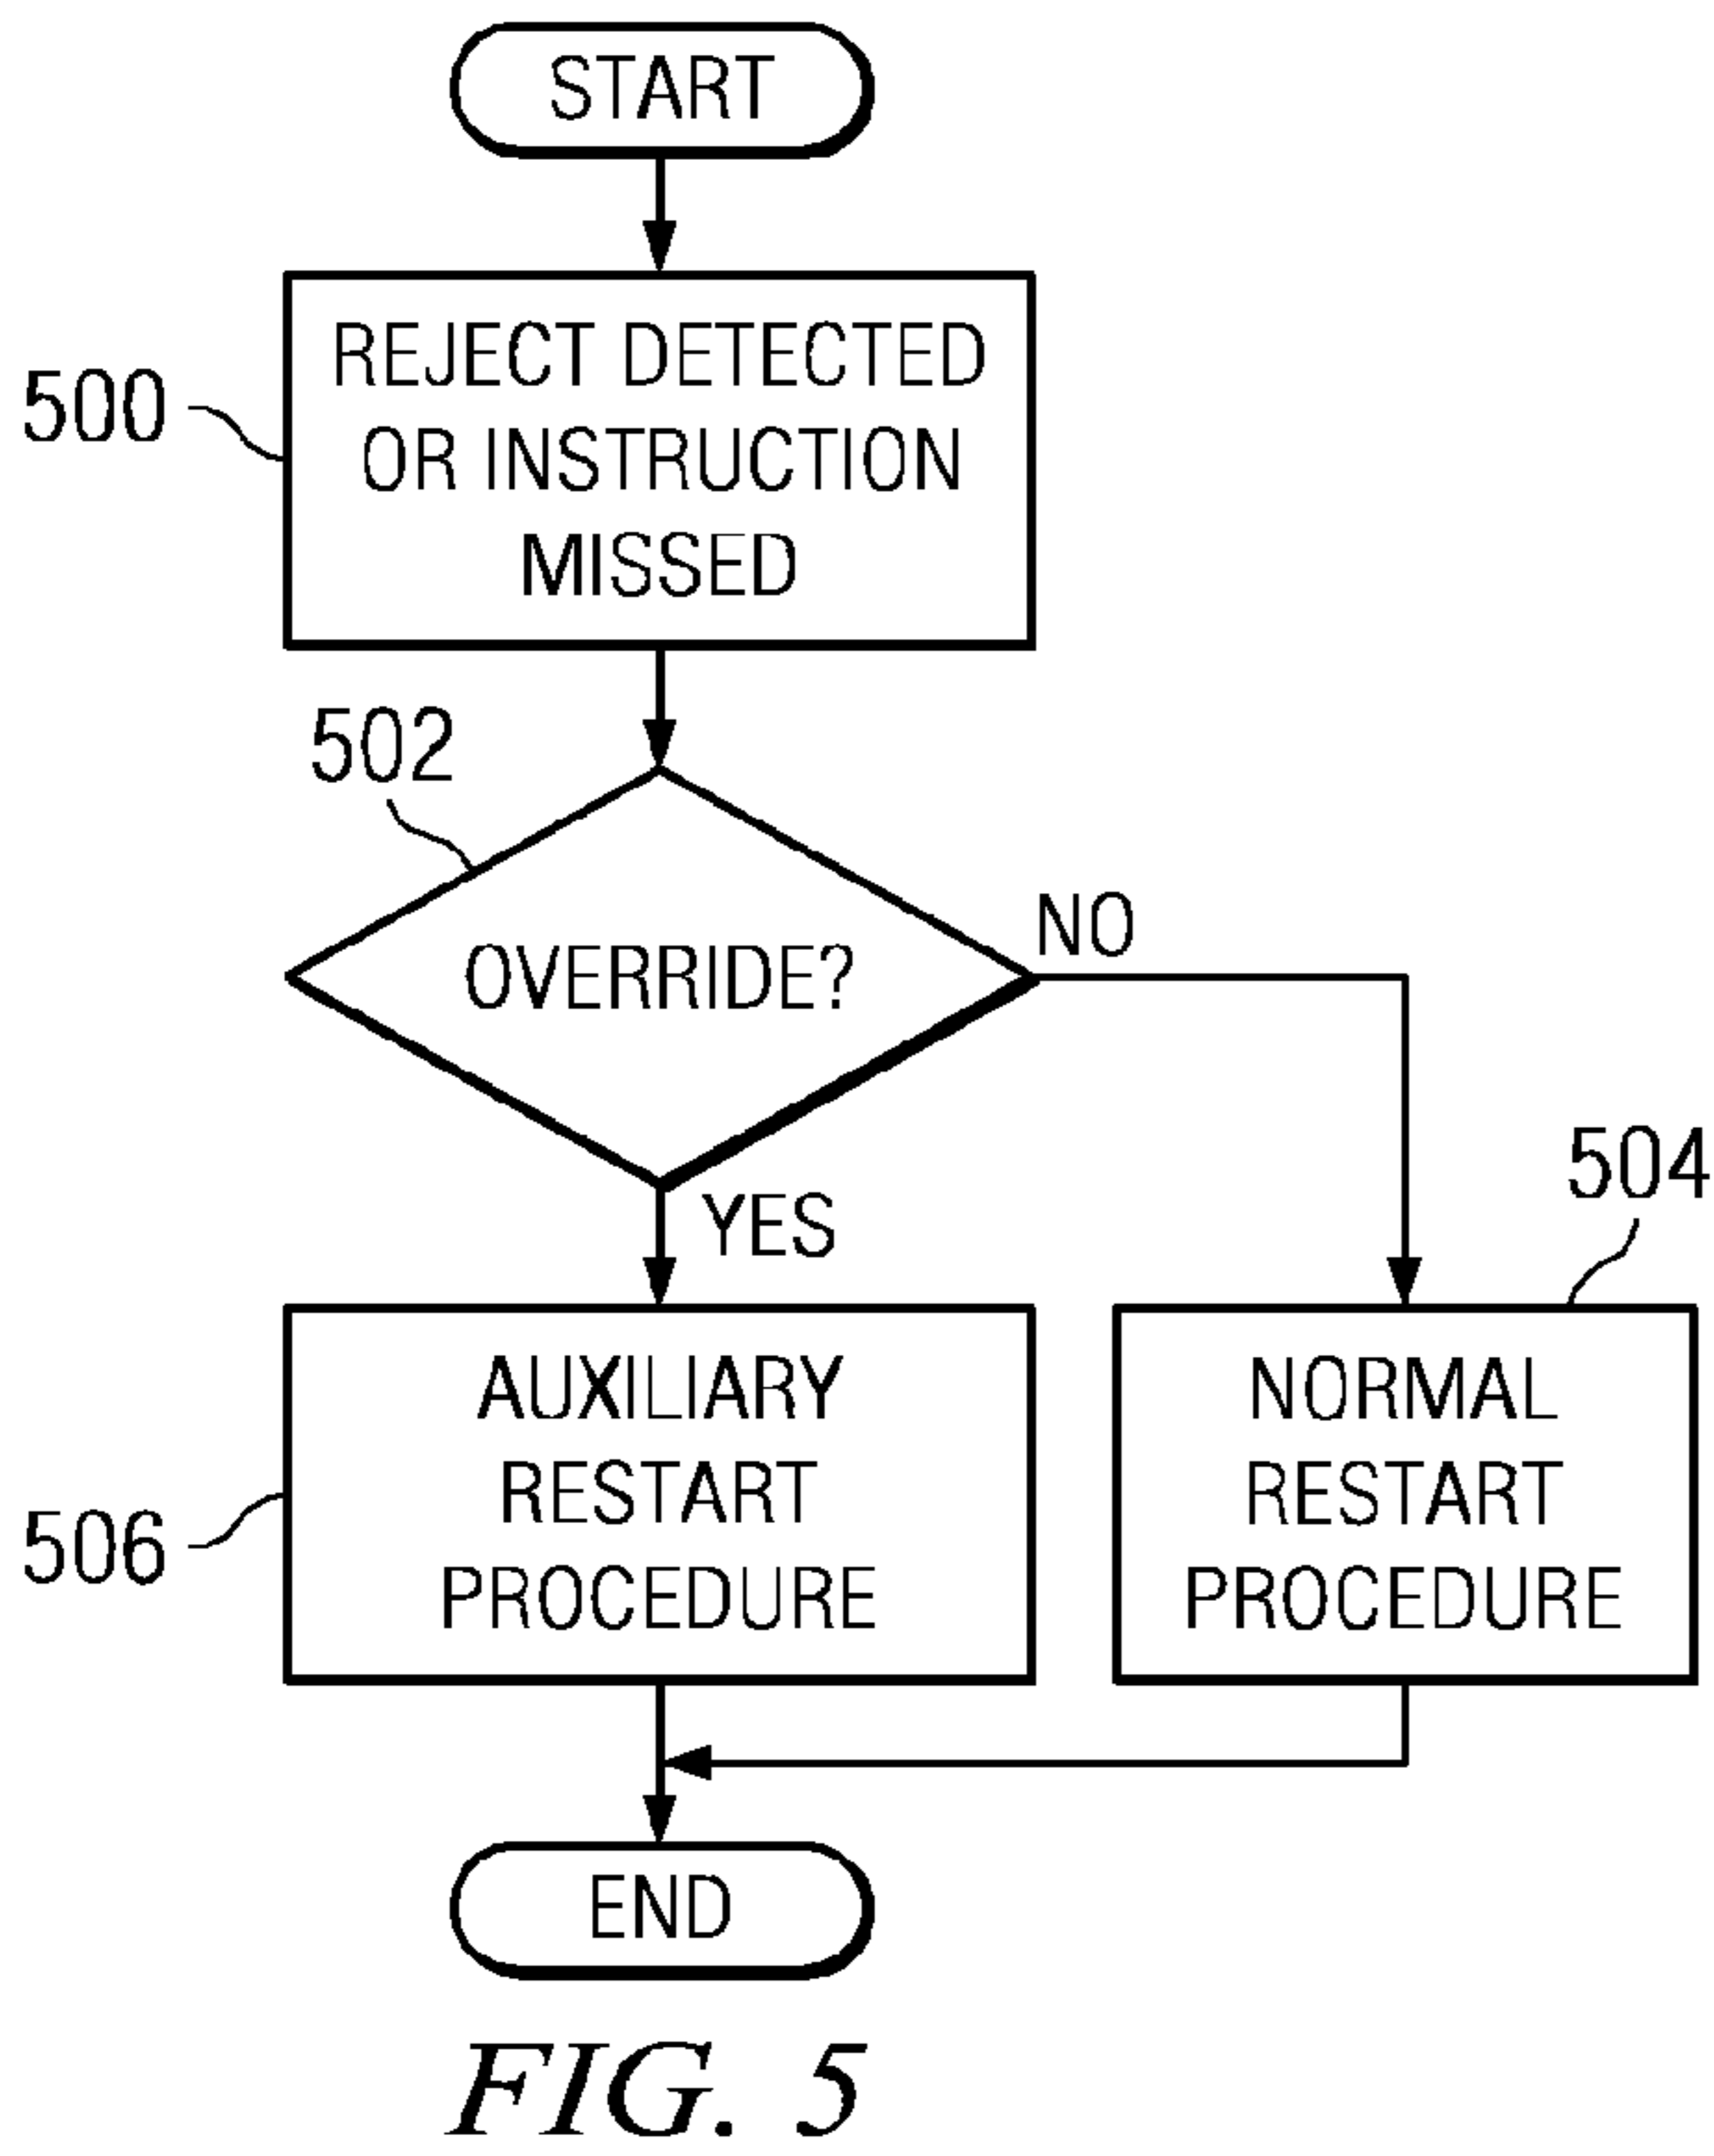 START
500
REJECT DETECTED
OR INSTRUCTION
MISSED
502
OVERRIDE?
NO
YES
504
506
AUXILIARY
RESTART
PROCEDURE
NORMAL
RESTART
PROCEDURE
END
FIG. 5